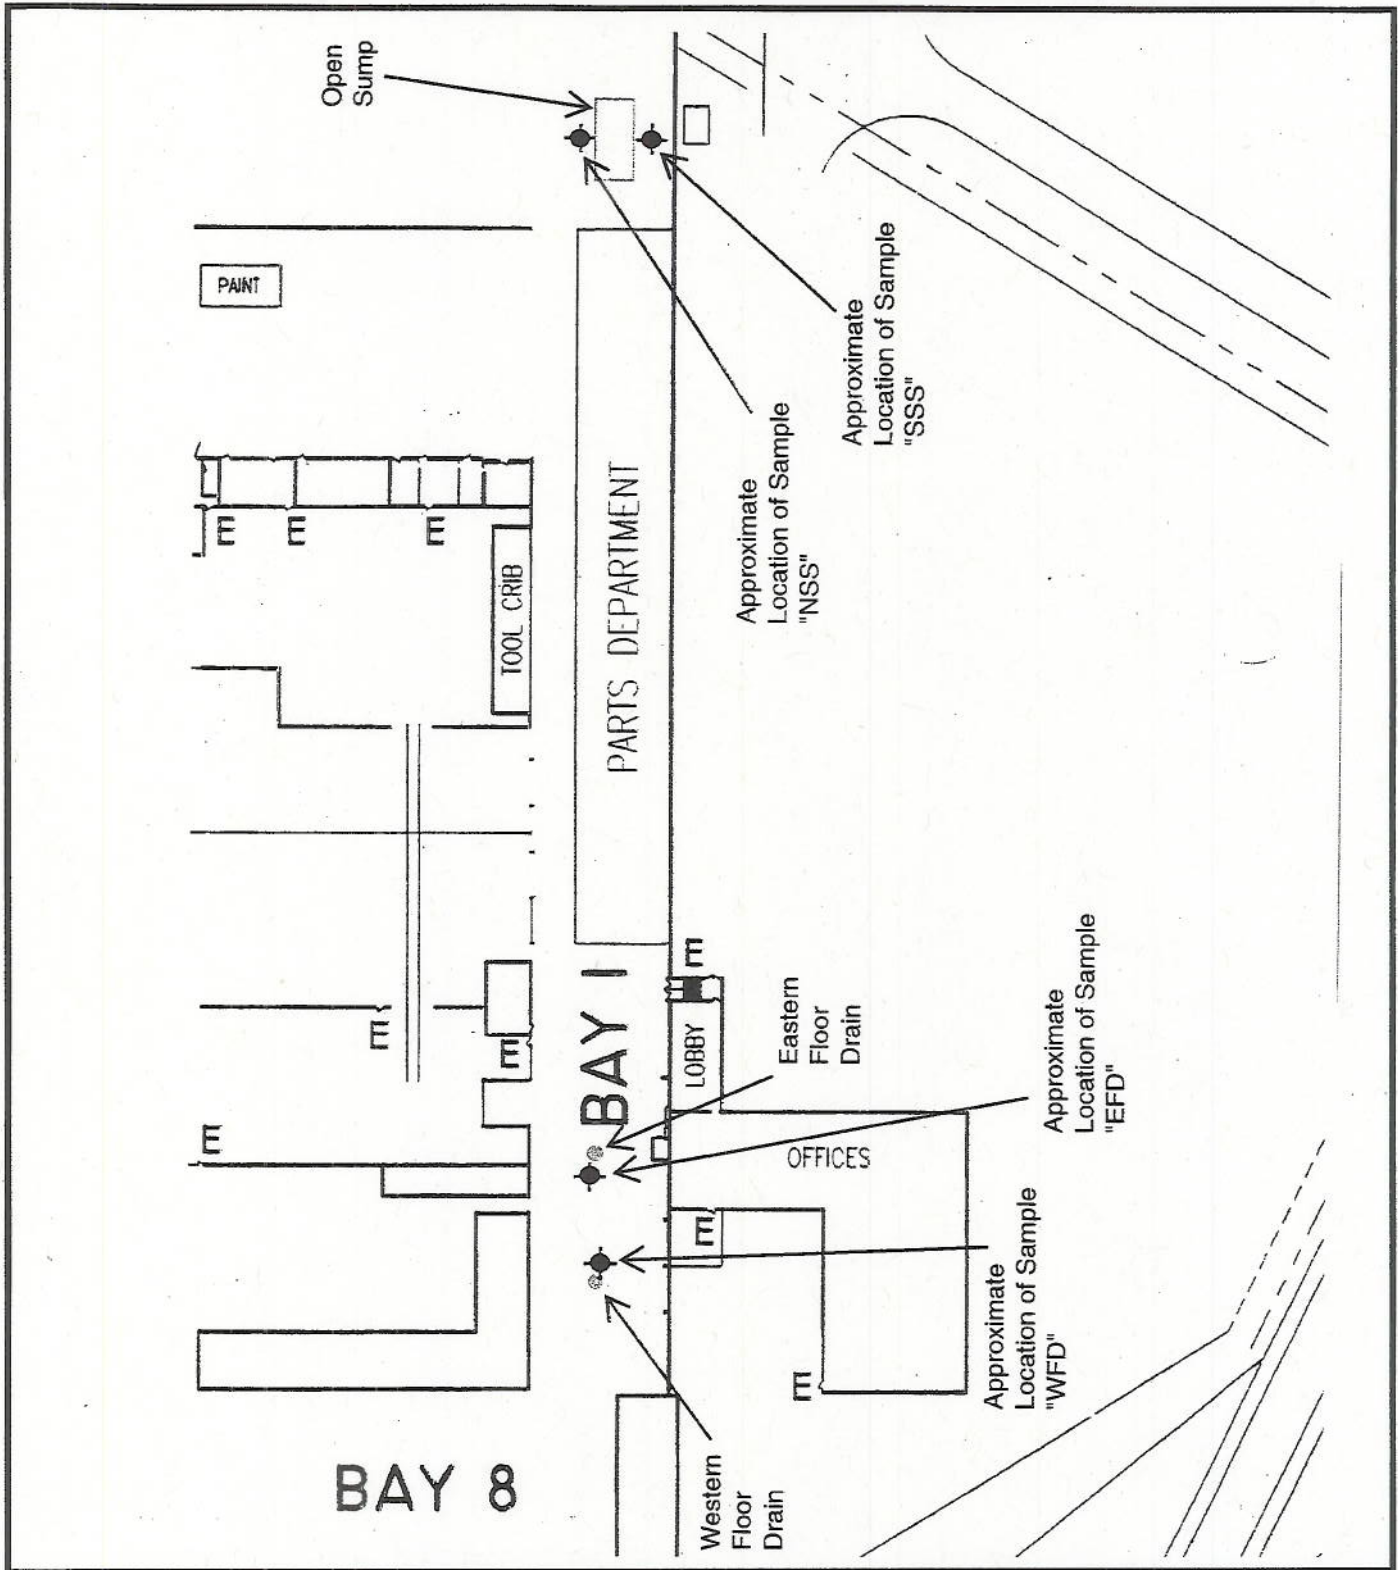 Open
Sump
PAINT
Approximate
Location of Sample
"SSS"
Approximate
Location of Sample
"NSS"
TOOL CRIB
PARTS DEPARTMENT
E
E
E
BAY 1
LOBBY
E
Eastern
Floor
Drain
Approximate
Location of Sample
"EFD"
E
E
E
OFFICES
E
E
Approximate
Location of Sample
"WFD"
Western
Floor
Drain
BAY 8